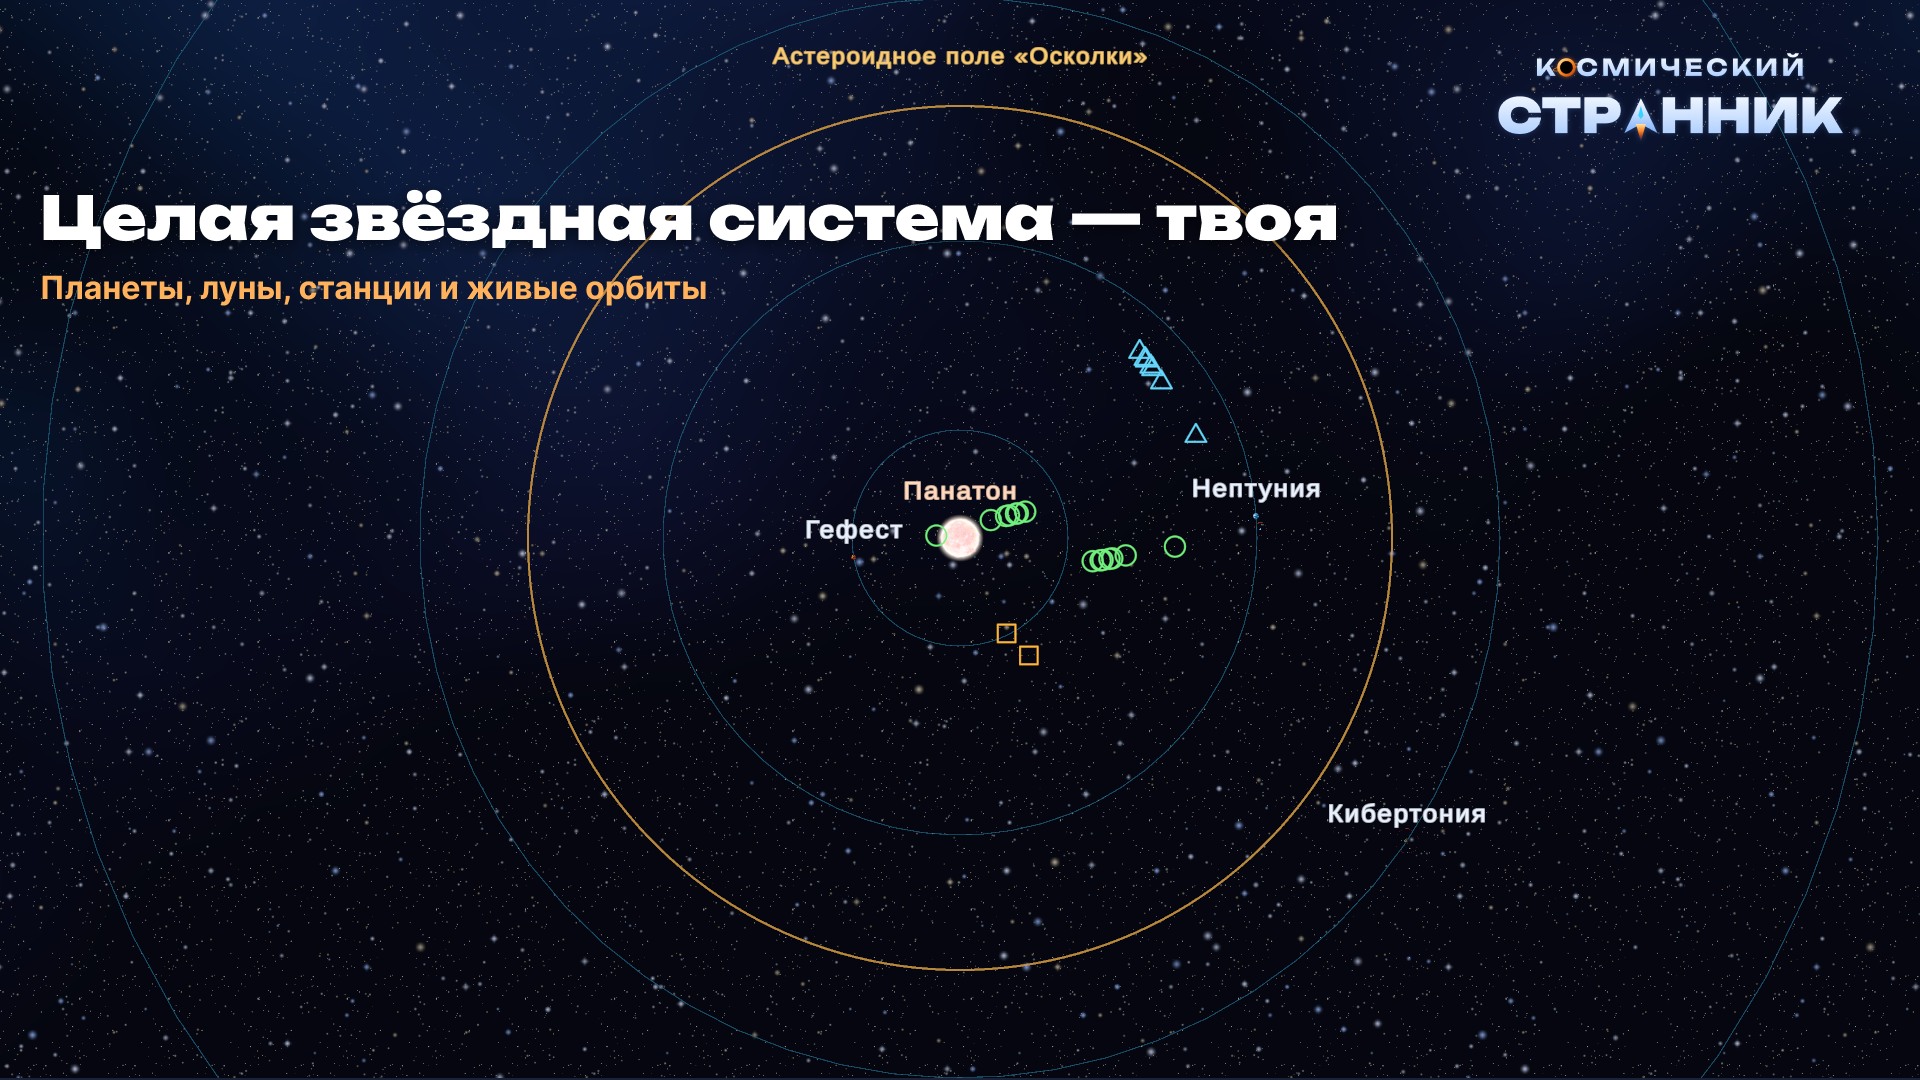 Астероидное поле «Осколки»
КОСМИЧЕСКИЙ
СТРАННИК
Целая звёздная система — твоя
Планеты, луны, станции и живые орбиты
Панатон
Нептуния
Гефест
Кибертония